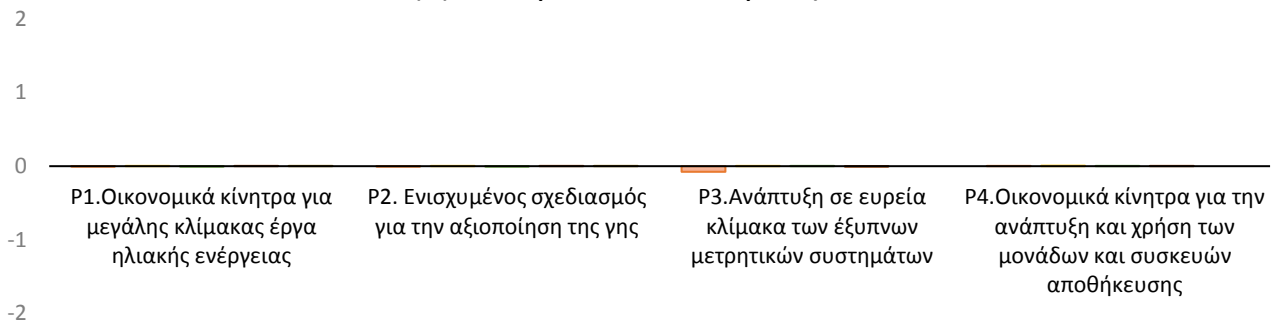 2
1
0
-1
-2
P1.Οικονομικά κίνητρα για
μεγάλης κλίμακας έργα
ηλιακής ενέργειας
P2. Ενισχυμένος σχεδιασμός
για την αξιοποίηση της γης
P3.Ανάπτυξη σε ευρεία
κλίμακα των έξυπνων
μετρητικών συστημάτων
P4.Οικονομικά κίνητρα για την
ανάπτυξη και χρήση των
μονάδων και συσκευών
αποθήκευσης